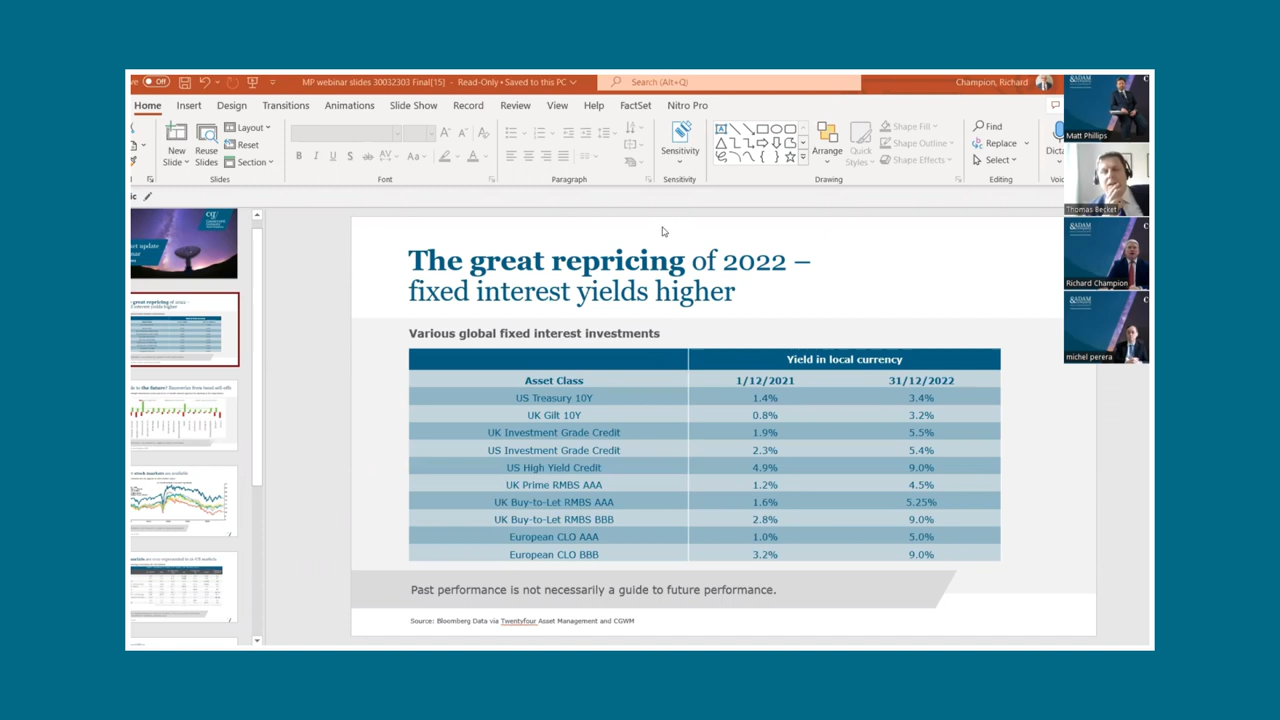 ve Off
MP webinar slides 30032303 Final[15] - Read-Only • Saved to this PC
Search (Alt+Q)
Champion, Richard
Home Insert Design Transitions Animations Slide Show Record Review View Help FactSet Nitro Pro
New Slide
Reuse Slides
Layout
Reset
Section
Slides
Font
Paragraph
Sensitivity
Sensitivity
Arrange
Quick Styles
Shape Fill
Shape Outline
Shape Effects
Drawing
Find
Replace
Select
Editing
Dicta
Voic
ic
Matt Phillips
Thomas Becket
&ADAM
Richard Champion
&ADAM
michel perera
The great repricing of 2022 –
fixed interest yields higher
Various global fixed interest investments
Yield in local currency
Asset Class 1/12/2021 31/12/2022
US Treasury 10Y 1.4% 3.4%
UK Gilt 10Y 0.8% 3.2%
UK Investment Grade Credit 1.9% 5.5%
US Investment Grade Credit 2.3% 5.4%
US High Yield Credit 4.9% 9.0%
UK Prime RMBS AAA 1.2% 4.5%
UK Buy-to-Let RMBS AAA 1.6% 5.25%
UK Buy-to-Let RMBS BBB 2.8% 9.0%
European CLO AAA 1.0% 5.0%
European CLO BBB 3.2% 9.0%
Past performance is not necessarily a guide to future performance.
Source: Bloomberg Data via Twentyfour Asset Management and CGWM